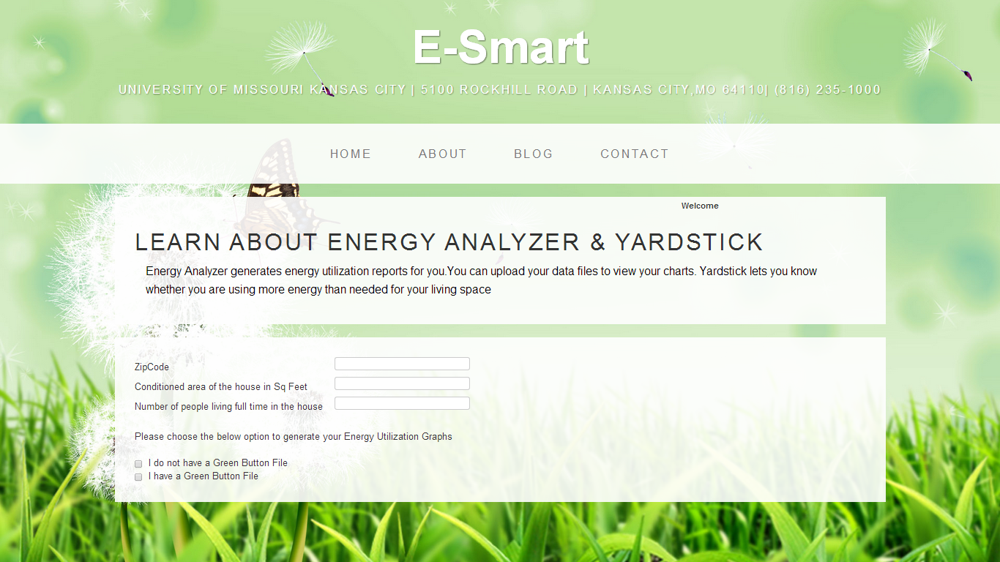 E-Smart
UNIVERSITY OF MISSOURI KANSAS CITY | 5100 ROCKHILL ROAD | KANSAS CITY,MO 64110| (816) 235-1000
HOME ABOUT BLOG CONTACT
Welcome
LEARN ABOUT ENERGY ANALYZER & YARDSTICK
Energy Analyzer generates energy utilization reports for you.You can upload your data files to view your charts. Yardstick lets you know
whether you are using more energy than needed for your living space
ZipCode
Conditioned area of the house in Sq Feet
Number of people living full time in the house
Please choose the below option to generate your Energy Utilization Graphs
I do not have a Green Button File
I have a Green Button File